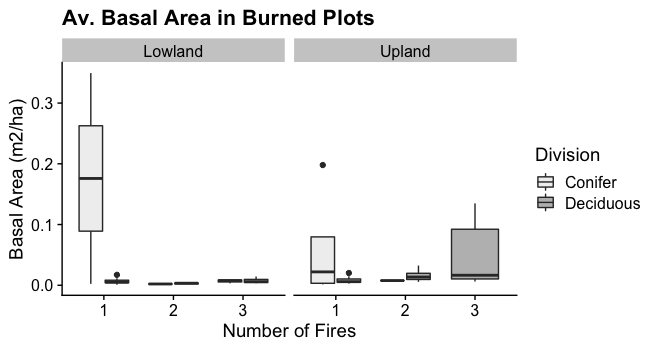 Av. Basal Area in Burned Plots
Lowland
Upland
Basal Area (m2/ha)
0.3
0.2
0.1
0.0
1
2
3
1
2
3
Number of Fires
Division
Conifer
Deciduous